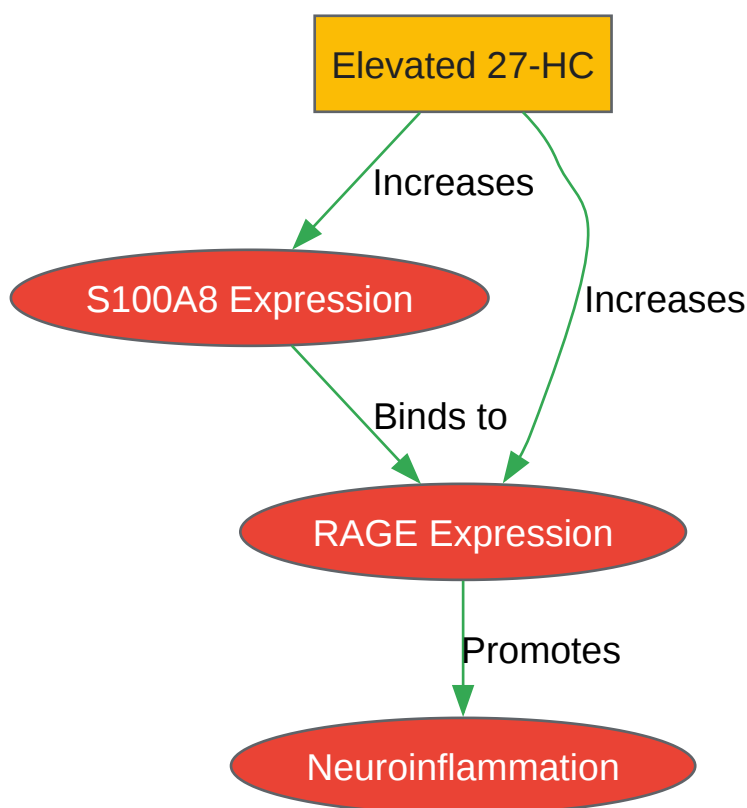 Elevated 27-HC
Increases
S100A8 Expression
Increases
Binds to
RAGE Expression
Promotes
Neuroinflammation